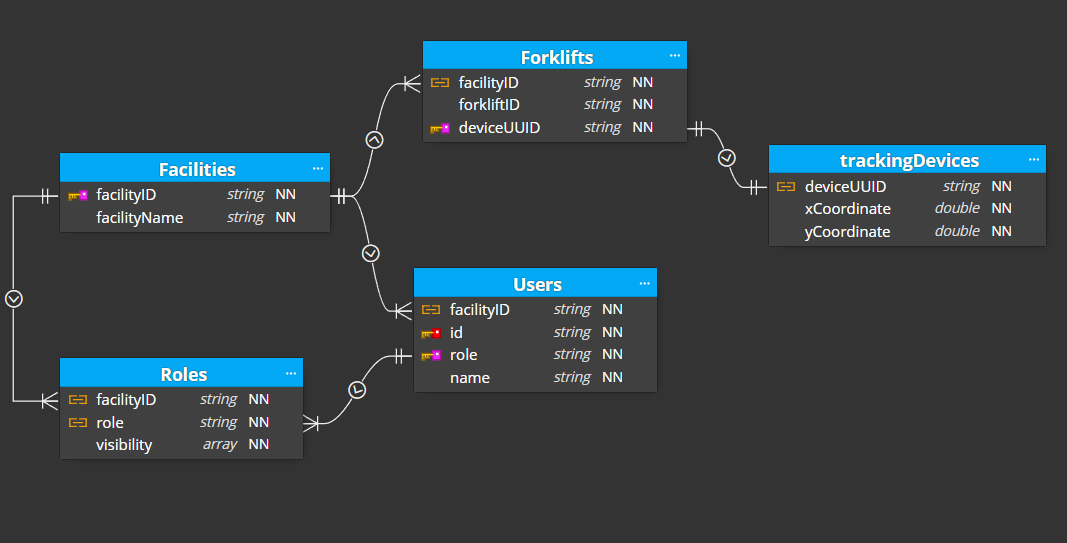 Forklifts ...
facilityID string NN
forkliftID string NN
deviceUUID string NN
Facilities ...
facilityID string NN
facilityName string NN
trackingDevices ...
deviceUUID string NN
xCoordinate double NN
yCoordinate double NN
Users ...
facilityID string NN
id string NN
role string NN
name string NN
Roles ...
facilityID string NN
role string NN
visibility array NN